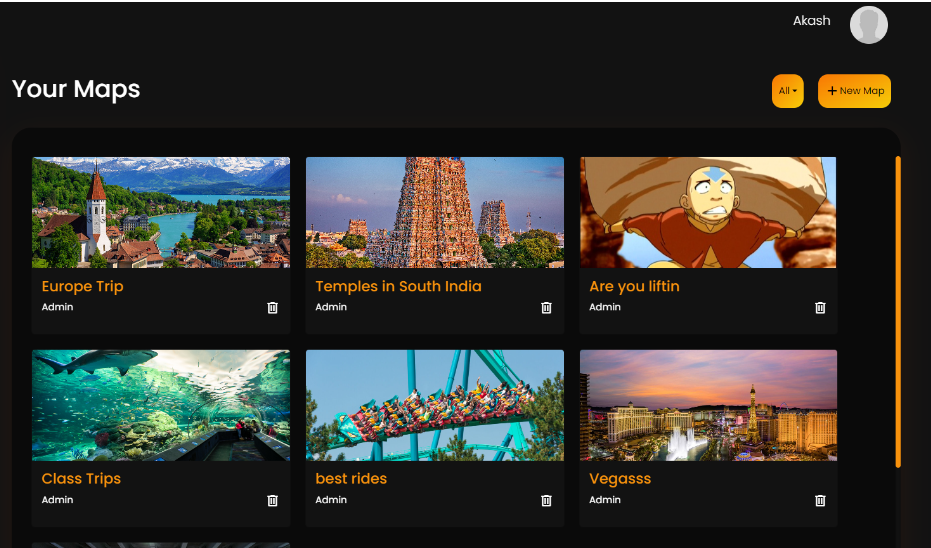 Akash
Your Maps
All
+ New Map
Europe Trip
Admin
Temples in South India
Admin
Are you liftin
Admin
Class Trips
Admin
best rides
Admin
Vegasss
Admin